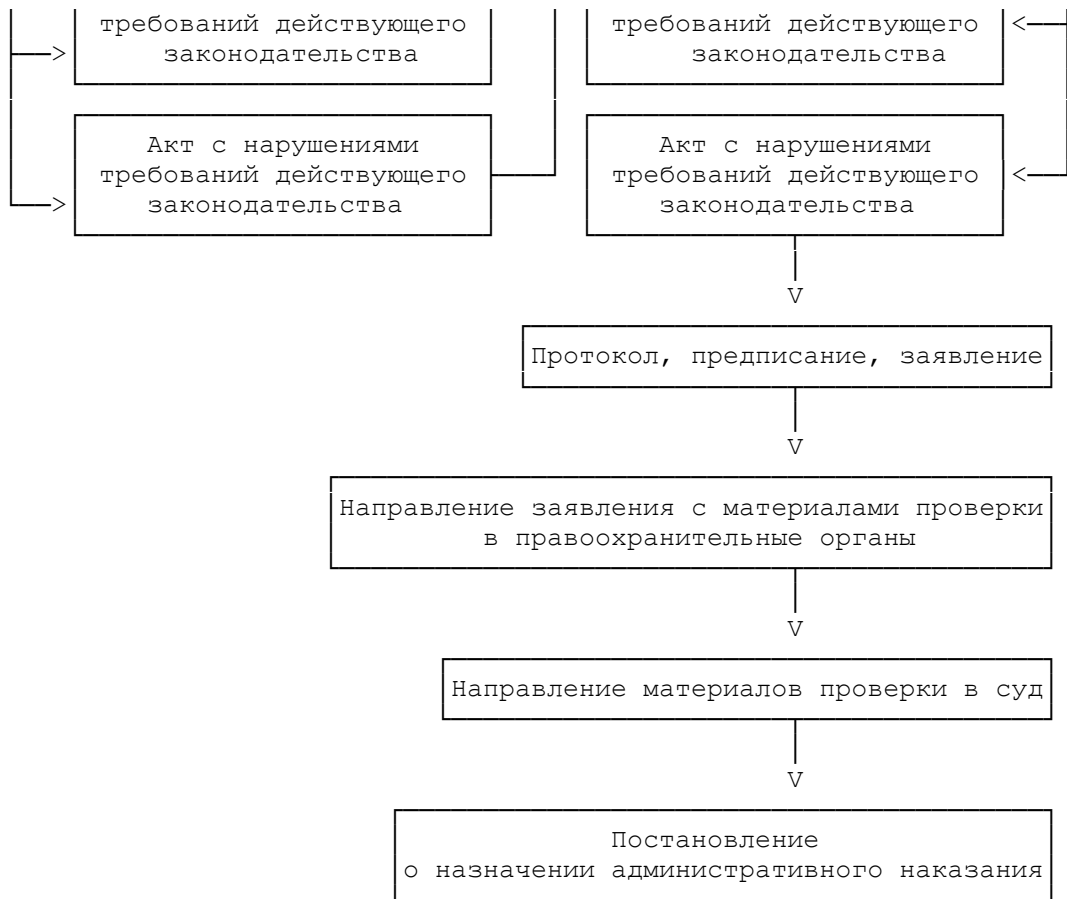 требований действующего
законодательства
требований действующего
законодательства
Акт с нарушениями
требований действующего
законодательства
Акт с нарушениями
требований действующего
законодательства
V
Протокол, предписание, заявление
V
Направление заявления с материалами проверки
в правоохранительные органы
V
Направление материалов проверки в суд
V
Постановление
о назначении административного наказания